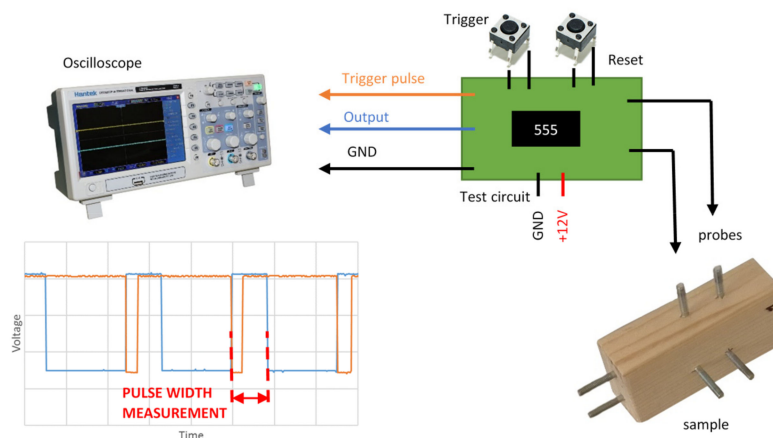 Trigger
Oscilloscope
Reset
Hantek
Trigger pulse
Output
555
GND
Test circuit
GND
+12V
probes
Voltage
PULSE WIDTH
MEASUREMENT
Time
sample